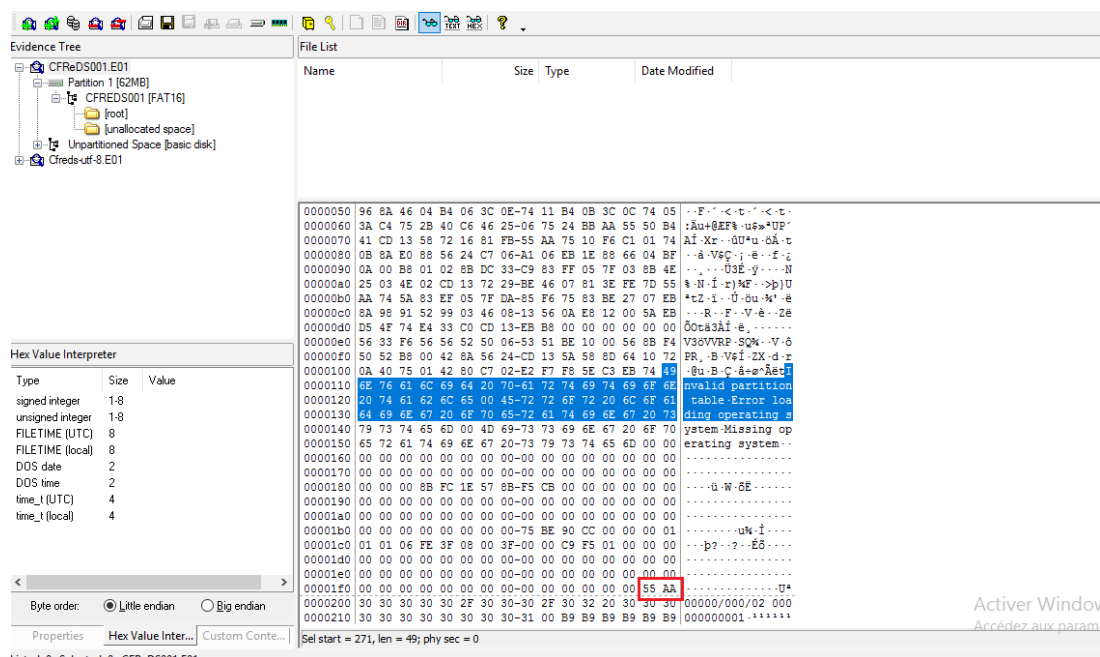 TEXT HEX
Evidence Tree
CFReDS001.E01
Partition 1 [62MB]
CFREDS001 [FAT16]
[root]
[unallocated space]
Unpartitioned Space [basic disk]
Cfreds-utf-8.E01
File List
Name Size Type Date Modified
0000050 96 8A 46 04 B4 06 3C 0E-74 11 B4 0B 3C 0C 74 05
0000060 3A C4 75 2B 40 C6 46 25-06 75 24 BB AA 55 50 B4
0000070 41 CD 13 58 72 16 81 FB-55 AA 75 10 F6 C1 01 74
0000080 0B 8A E0 88 56 24 C7 06-A1 06 EB 1E 88 66 04 BF
0000090 0A 00 B8 01 02 8B DC 33-C9 83 FF 05 7F 03 8B 4E
00000a0 25 03 4E 02 CD 13 72 29-BE 46 07 81 3E FE 7D 55
00000b0 AA 74 5A 83 EF 05 7F DA-85 F6 75 83 BE 27 07 EB
00000c0 8A 98 91 52 99 03 46 08-13 56 0A E8 12 00 5A EB
00000d0 D5 4F 74 E4 33 C0 CD 13-EB B8 00 00 00 00 00 00
00000e0 56 33 F6 56 56 52 50 06-53 51 BE 10 00 56 8B F4
00000f0 50 52 B8 00 42 8A 56 24-CD 13 5A 58 8D 64 10 72
0000100 0A 40 75 01 42 80 C7 02-E2 F7 F8 5E C3 EB 74 49
0000110 6E 76 61 6C 69 64 20 70-61 72 74 69 74 69 6F 6E nvalid partition
0000120 20 74 61 62 6C 65 00 45-72 72 6F 72 20 6C 6F 61 table·Error loa
0000130 64 69 6E 67 20 6F 70 65-72 61 74 69 6E 67 20 73 ding operating s
0000140 79 73 74 65 6D 00 4D 69-73 73 69 6E 67 20 6F 70 ystem·Missing op
0000150 65 72 61 74 69 6E 67 20-73 79 73 74 65 6D 00 00 erating system··
0000160 00 00 00 00 00 00 00 00-00 00 00 00 00 00 00 00 ················
0000170 00 00 00 00 00 00 00 00-00 00 00 00 00 00 00 00 ················
0000180 00 00 00 8B FC 1E 57 8B-F5 CB 00 00 00 00 00 00 ····ü·W·õË······
0000190 00 00 00 00 00 00 00 00-00 00 00 00 00 00 00 00 ················
00001a0 00 00 00 00 00 00 00 00-00 00 00 00 00 00 00 00 ················
00001b0 00 00 00 00 00 00 00 00-75 BE 90 CC 00 00 00 01 ········u¾·Ì····
00001c0 01 01 06 FE 3F 08 00 3F-00 00 C9 F5 01 00 00 00 ···þ?··?··Éõ····
00001d0 00 00 00 00 00 00 00 00-00 00 00 00 00 00 00 00 ················
00001e0 00 00 00 00 00 00 00 00-00 00 00 00 00 00 00 00 ················
00001f0 00 00 00 00 00 00 00 00-00 00 00 00 00 00 55 AA ··············Uª
0000200 30 30 30 30 30 2F 30 30-30 2F 30 32 20 30 30 30 00000/000/02 000
0000210 30 30 30 30 30 30 30 30-31 00 B9 B9 B9 B9 B9 B9 000000001·¹¹¹¹¹¹
Hex Value Interpreter
Type Size Value
signed integer 1-8
unsigned integer 1-8
FILETIME (UTC) 8
FILETIME (local) 8
DOS date 2
DOS time 2
time_t (UTC) 4
time_t (local) 4
Byte order: Little endian Big endian
Properties Hex Value Inter... Custom Conte...
Sel start = 271, len = 49; phy sec = 0
Activer Window
Accédez aux param